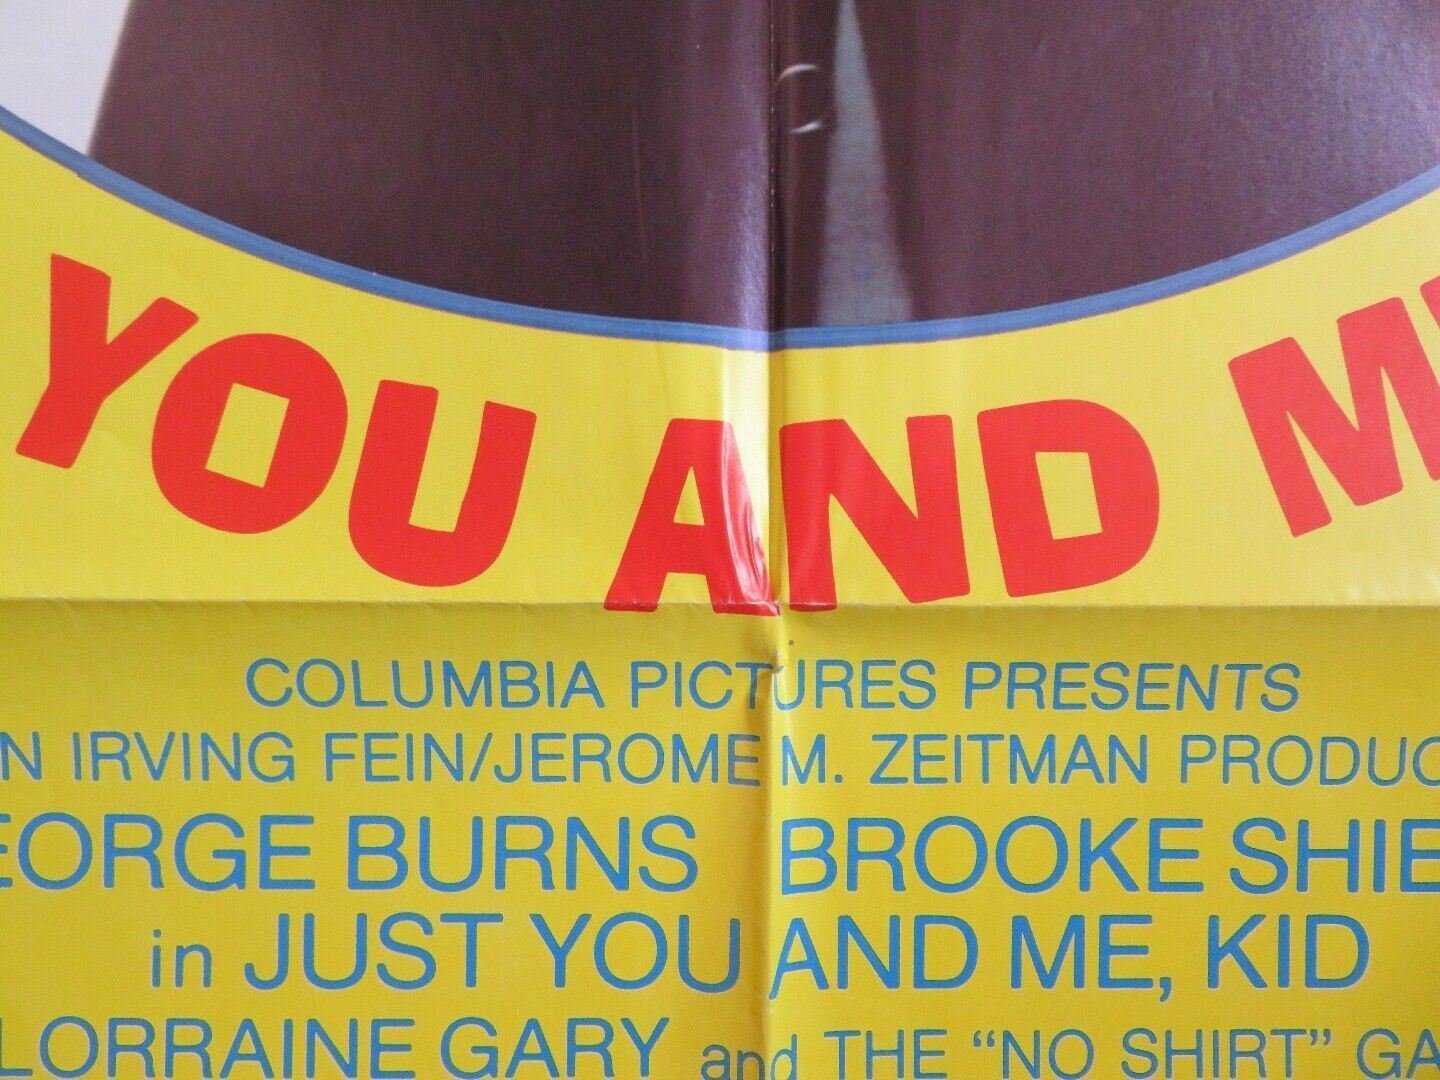 YOU AND M
COLUMBIA PICTURES PRESENTS
N IRVING FEIN/JEROME M. ZEITMAN PRODUC
EORGE BURNS BROOKE SHIE
in JUST YOU AND ME, KID
LORRAINE GARY and THE "NO SHIRT" GA